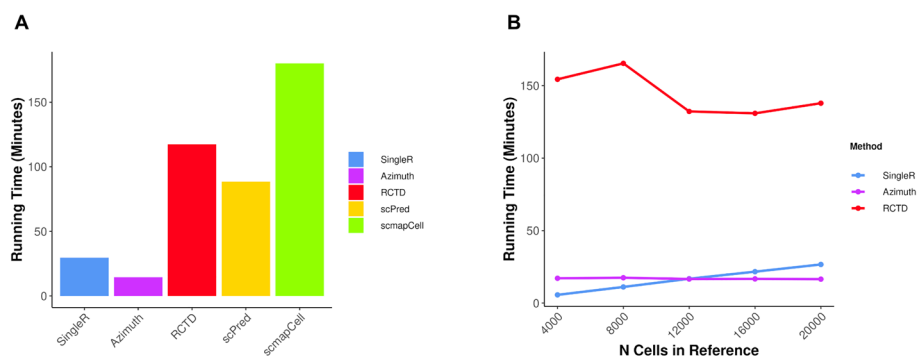 A
Running Time (Minutes)
150
100
50
0
SingleR
Azimuth
RCTD
scPred
scmapCell
SingleR
Azimuth
RCTD
scPred
scmapCell
B
Running Time (Minutes)
150
100
50
0
4000
8000
12000
16000
20000
N Cells in Reference
Method
SingleR
Azimuth
RCTD